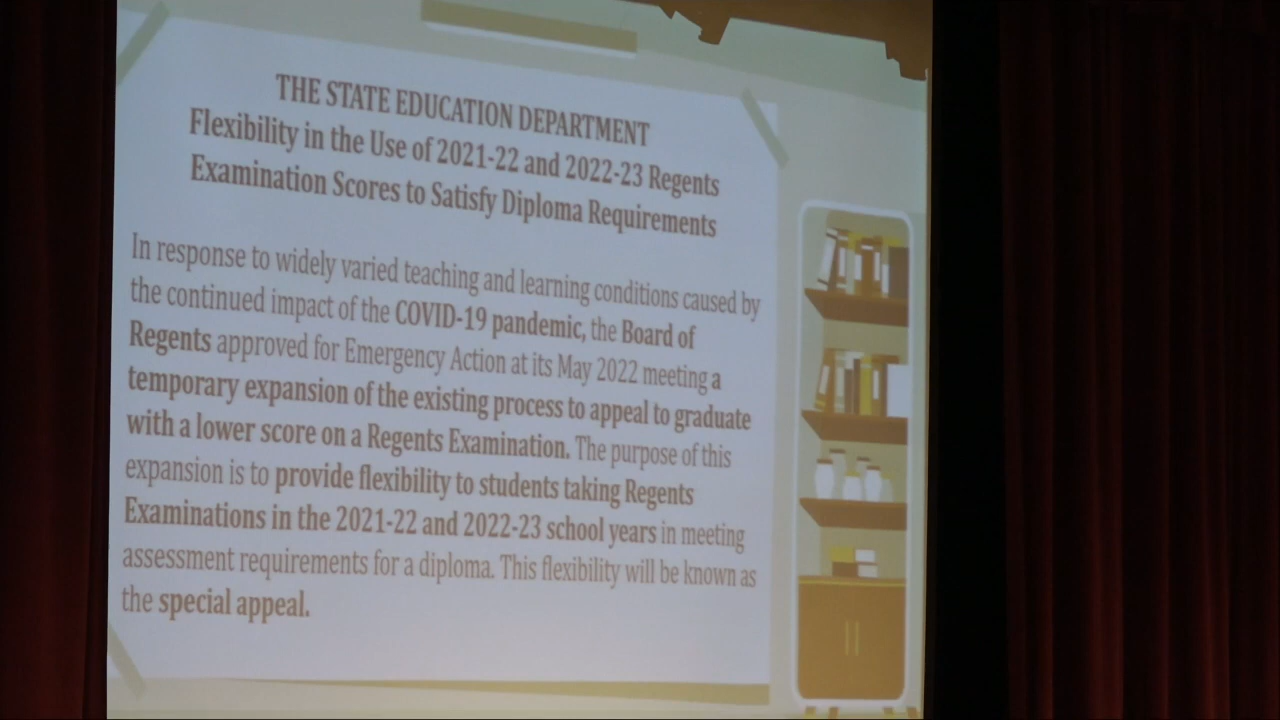 THE STATE EDUCATION DEPARTMENT
Flexibility in the Use of 2021-22 and 2022-23 Regents
Examination Scores to Satisfy Diploma Requirements
In response to widely varied teaching and learning conditions caused by
the continued impact of the COVID-19 pandemic, the Board of
Regents approved for Emergency Action at its May 2022 meeting a
temporary expansion of the existing process to appeal to graduate
with a lower score on a Regents Examination. The purpose of this
expansion is to provide flexibility to students taking Regents
Examinations in the 2021-22 and 2022-23 school years in meeting
assessment requirements for a diploma. This flexibility will be known as
the special appeal.